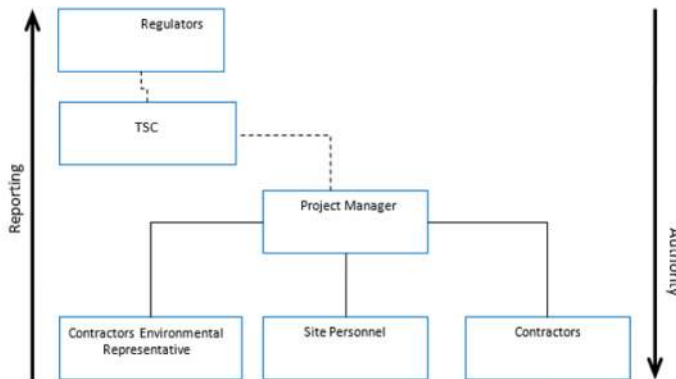 Regulators
TSC
Reporting
Project Manager
Authority
Contractors Environmental
Representative
Site Personnel
Contractors